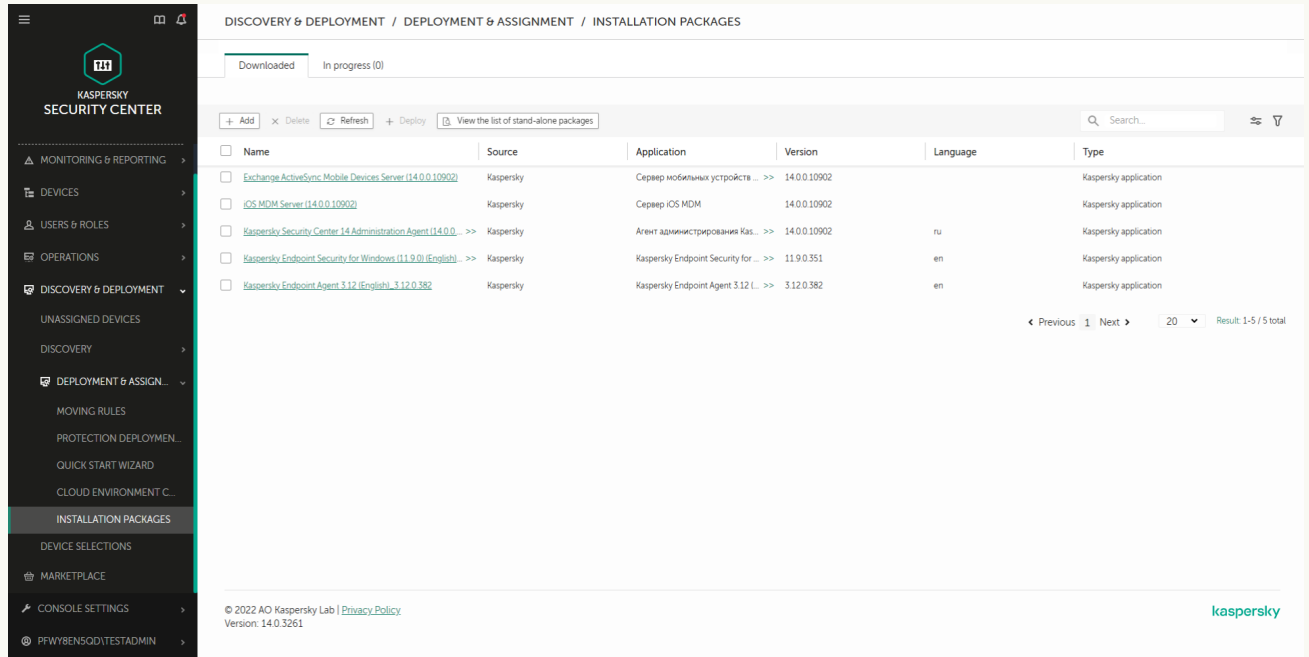 DISCOVERY & DEPLOYMENT / DEPLOYMENT & ASSIGNMENT / INSTALLATION PACKAGES
KASPERSKY
SECURITY CENTER
MONITORING & REPORTING
DEVICES
USERS & ROLES
OPERATIONS
DISCOVERY & DEPLOYMENT
UNASSIGNED DEVICES
DISCOVERY
DEPLOYMENT & ASSIGN...
MOVING RULES
PROTECTION DEPLOYMEN...
QUICK START WIZARD
CLOUD ENVIRONMENT C...
INSTALLATION PACKAGES
DEVICE SELECTIONS
MARKETPLACE
CONSOLE SETTINGS
PFWY8EN5QD\TESTADMIN
Downloaded In progress (0)
+ Add × Delete Refresh + Deploy View the list of stand-alone packages Search...
Name Source Application Version Language Type
Exchange ActiveSync Mobile Devices Server (14.0.0.10902) Kaspersky Сервер мобильных устройств ... >> 14.0.0.10902 Kaspersky application
iOS MDM Server (14.0.0.10902) Kaspersky Сервер iOS MDM 14.0.0.10902 Kaspersky application
Kaspersky Security Center 14 Administration Agent (14.0.0.... >> Kaspersky Агент администрирования Kas... >> 14.0.0.10902 ru Kaspersky application
Kaspersky Endpoint Security for Windows (11.9.0) (English)... >> Kaspersky Kaspersky Endpoint Security for ... >> 11.9.0.351 en Kaspersky application
Kaspersky Endpoint Agent 3.12 (English)_3.12.0.382 Kaspersky Kaspersky Endpoint Agent 3.12 (... >> 3.12.0.382 en Kaspersky application
Previous 1 Next 20 Result: 1-5 / 5 total
© 2022 AO Kaspersky Lab | Privacy Policy
Version: 14.0.3261
kaspersky